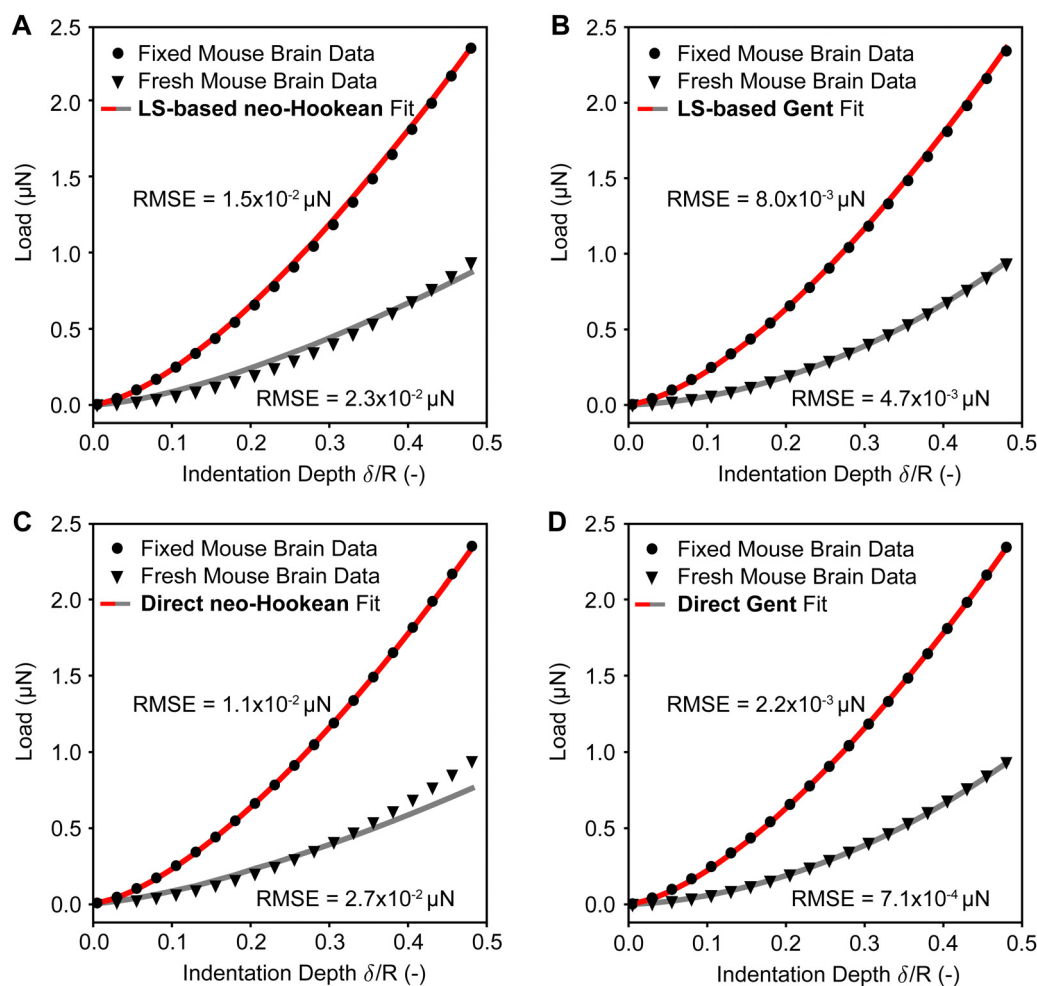 A
Fixed Mouse Brain Data
Fresh Mouse Brain Data
LS-based neo-Hookean Fit
RMSE = 1.5x10⁻² µN
RMSE = 2.3x10⁻² µN
Load (µN)
2.5
2.0
1.5
1.0
0.5
0.0
0.0 0.1 0.2 0.3 0.4 0.5
Indentation Depth δ/R (-)
B
Fixed Mouse Brain Data
Fresh Mouse Brain Data
LS-based Gent Fit
RMSE = 8.0x10⁻³ µN
RMSE = 4.7x10⁻³ µN
Load (µN)
2.5
2.0
1.5
1.0
0.5
0.0
0.0 0.1 0.2 0.3 0.4 0.5
Indentation Depth δ/R (-)
C
Fixed Mouse Brain Data
Fresh Mouse Brain Data
Direct neo-Hookean Fit
RMSE = 1.1x10⁻² µN
RMSE = 2.7x10⁻² µN
Load (µN)
2.5
2.0
1.5
1.0
0.5
0.0
0.0 0.1 0.2 0.3 0.4 0.5
Indentation Depth δ/R (-)
D
Fixed Mouse Brain Data
Fresh Mouse Brain Data
Direct Gent Fit
RMSE = 2.2x10⁻³ µN
RMSE = 7.1x10⁻⁴ µN
Load (µN)
2.5
2.0
1.5
1.0
0.5
0.0
0.0 0.1 0.2 0.3 0.4 0.5
Indentation Depth δ/R (-)